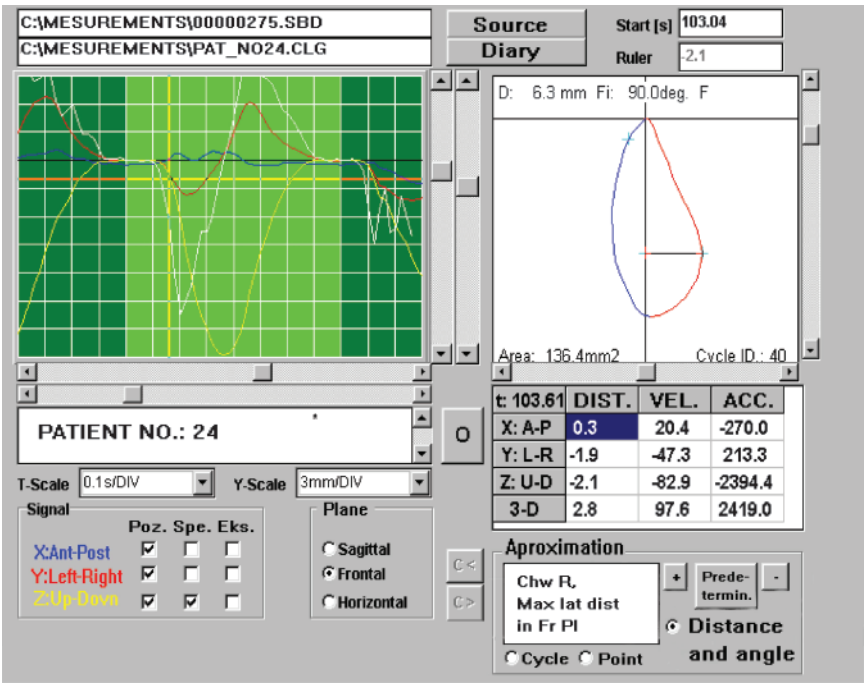 C:\MESUREMENTS\00000275.SBD
C:\MESUREMENTS\PAT_NO24.CLG
Source
Diary
Start [s] 103.04
Ruler -2.1
D: 6.3 mm Fi: 90.0deg. F
Area: 136.4mm2 Cycle ID.: 40
PATIENT NO.: 24
O
T-Scale 0.1s/DIV Y-Scale 3mm/DIV
t: 103.61 DIST. VEL. ACC.
X: A-P 0.3 20.4 -270.0
Y: L-R -1.9 -47.3 213.3
Z: U-D -2.1 -82.9 -2394.4
3-D 2.8 97.6 2419.0
Signal
Poz. Spe. Eks.
X:Ant-Post
Y:Left-Right
Z:Up-Down
Plane
Sagittal
Frontal
Horizontal
C<
C>
Aproximation
Chw R,
Max lat dist
in Fr Pl
+ Prede-
termin. -
Distance
and angle
Cycle Point